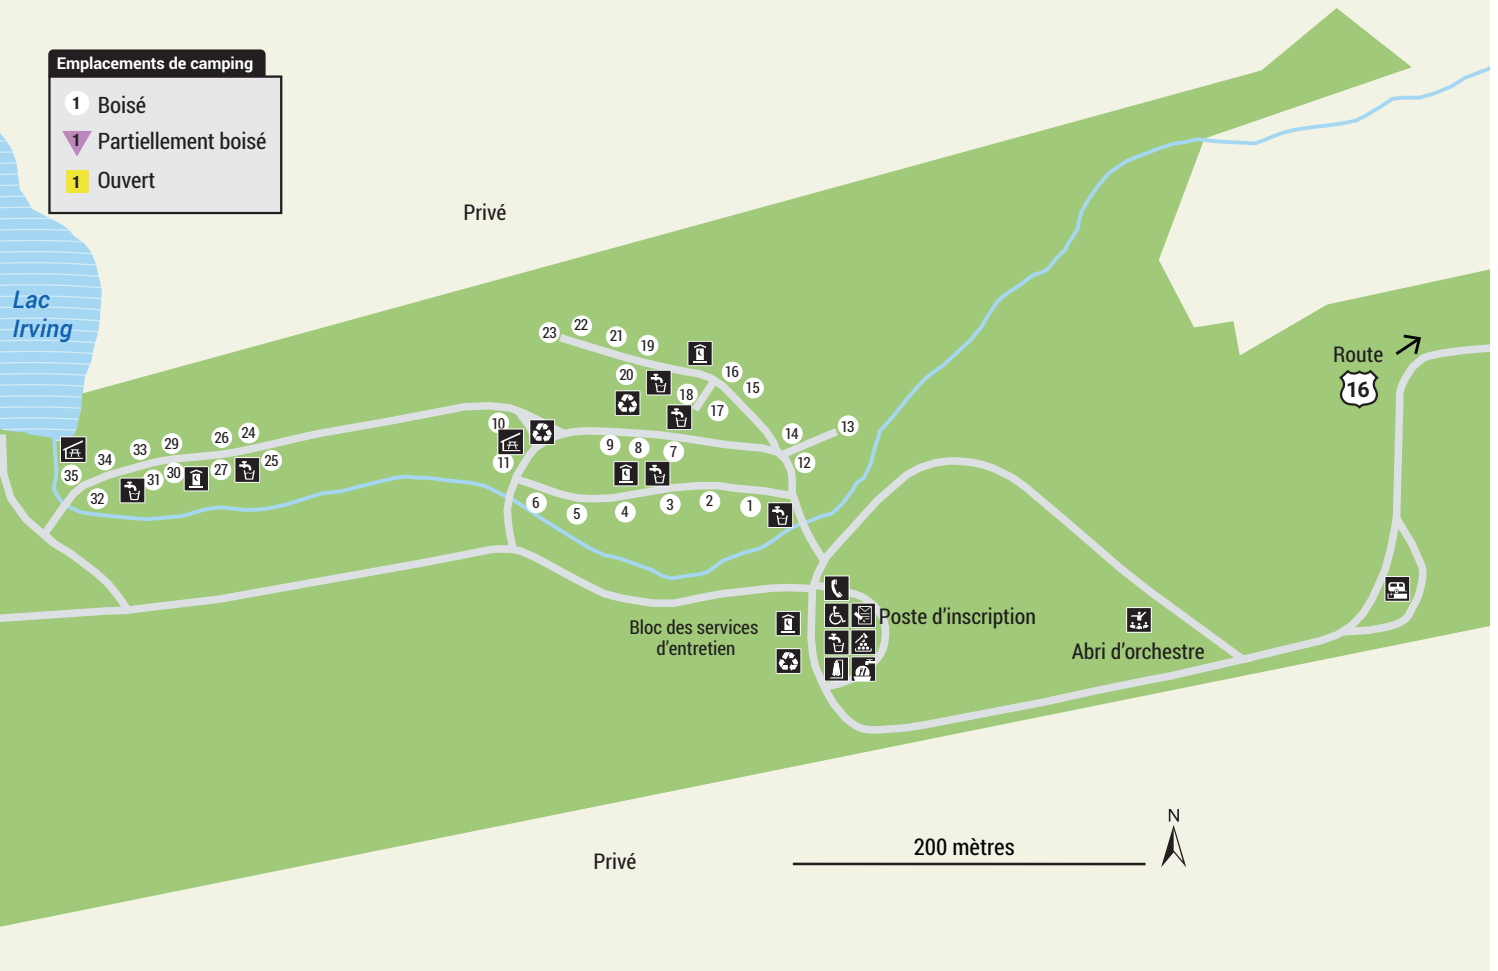 Emplacements de camping
1 Boisé
1 Partiellement boisé
1 Ouvert
Privé
Lac
Irving
23
22
21
19
20
16
15
18
17
14
13
12
10
11
9
8
7
33
29
26
24
34
35
32
31
30
27
25
6
5
4
3
2
1
Route
16
Poste d'inscription
Bloc des services
d'entretien
Abri d'orchestre
N
200 mètres
Privé